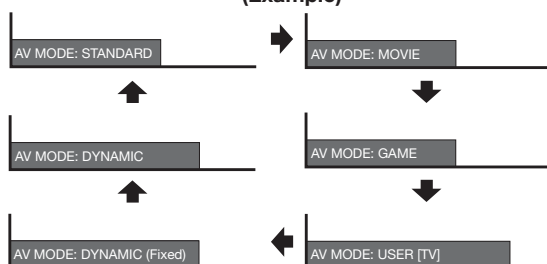 (Example)
AV MODE: STANDARD
AV MODE: MOVIE
AV MODE: DYNAMIC
AV MODE: GAME
AV MODE: DYNAMIC (Fixed)
AV MODE: USER [TV]